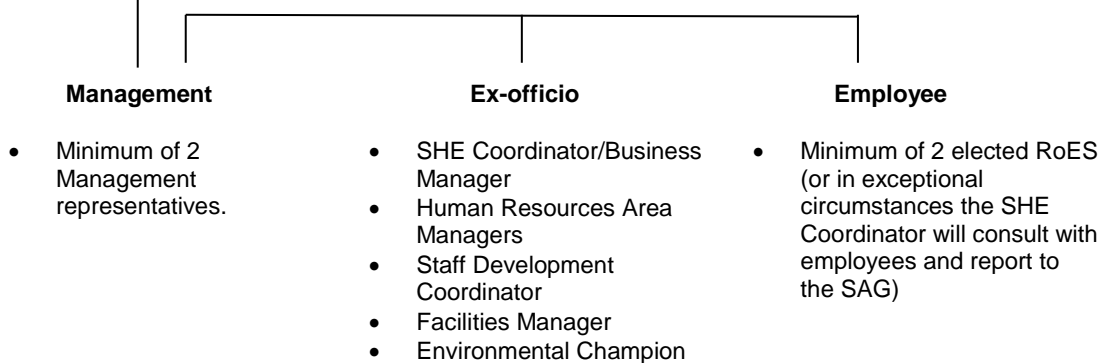 Management
Ex-officio
Employee
• Minimum of 2
Management
representatives.
• SHE Coordinator/Business
Manager
• Human Resources Area
Managers
• Staff Development
Coordinator
• Facilities Manager
• Environmental Champion
• Minimum of 2 elected RoES
(or in exceptional
circumstances the SHE
Coordinator will consult with
employees and report to
the SAG)